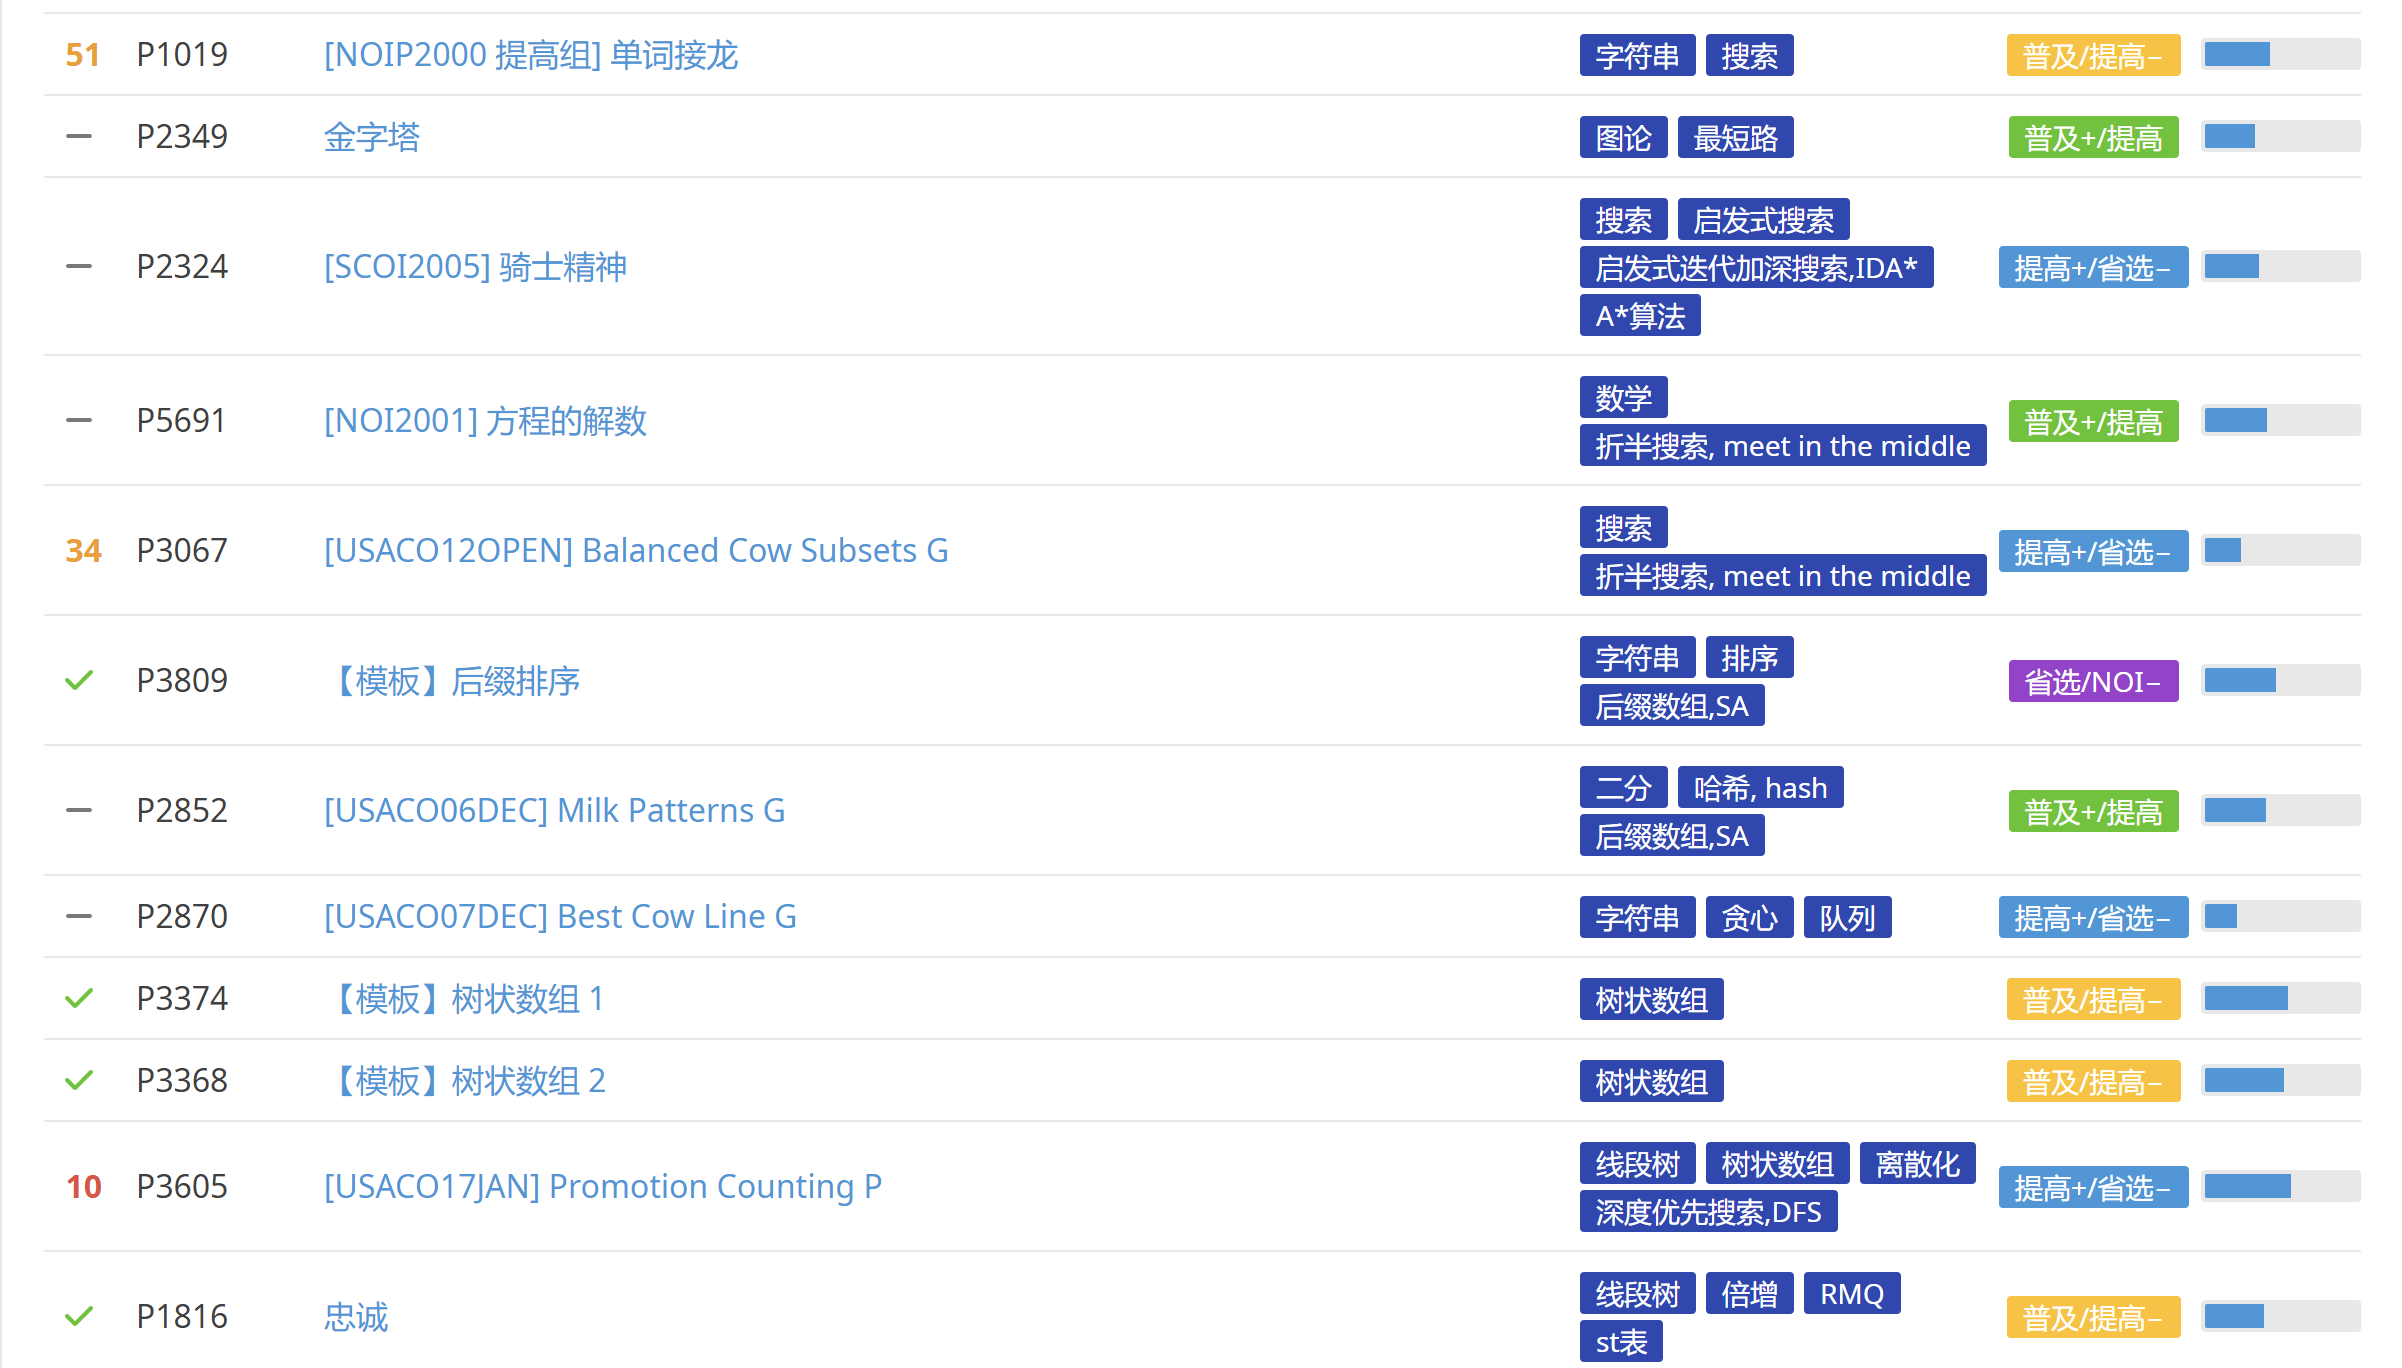 51 P1019 [NOIP2000 提高组] 单词接龙 字符串 搜索 普及/提高−
P2349 金字塔 图论 最短路 普及+/提高
搜索 启发式搜索
P2324 [SCOI2005] 骑士精神 启发式迭代加深搜索,IDA* 提高+/省选−
A*算法
数学
P5691 [NOI2001] 方程的解数 折半搜索, meet in the middle 普及+/提高
搜索
34 P3067 [USACO12OPEN] Balanced Cow Subsets G 折半搜索, meet in the middle 提高+/省选−
字符串 排序
P3809 【模板】后缀排序 后缀数组,SA 省选/NOI−
二分 哈希, hash
P2852 [USACO06DEC] Milk Patterns G 后缀数组,SA 普及+/提高
P2870 [USACO07DEC] Best Cow Line G 字符串 贪心 队列 提高+/省选−
P3374 【模板】树状数组 1 树状数组 普及/提高−
P3368 【模板】树状数组 2 树状数组 普及/提高−
线段树 树状数组 离散化
10 P3605 [USACO17JAN] Promotion Counting P 深度优先搜索,DFS 提高+/省选−
线段树 倍增 RMQ
P1816 忠诚 st表 普及/提高−